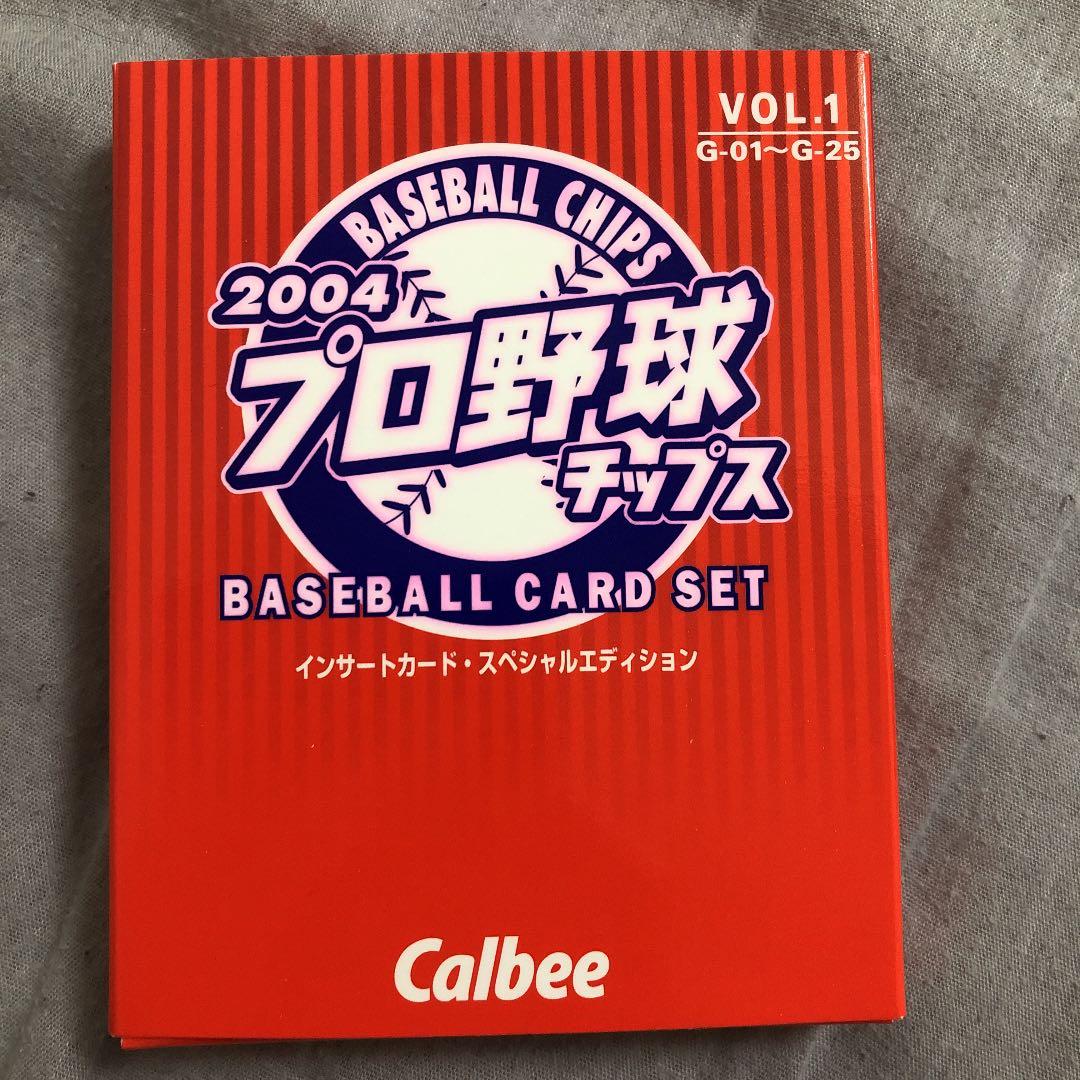 VOL.1
G-01〜G-25
BASEBALL CHIPS
2004
プロ野球
チップス
BASEBALL CARD SET
インサートカード・スペシャルエディション
Calbee